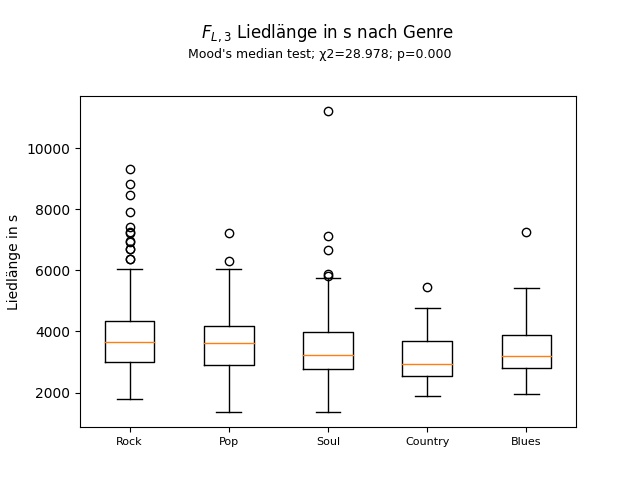 F_{L,3} Liedlänge in s nach Genre
Mood's median test; χ2=28.978; p=0.000
Liedlänge in s
10000
8000
6000
4000
2000
Rock Pop Soul Country Blues